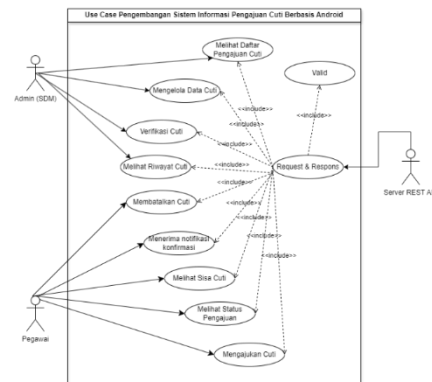 Use Case Pengembangan Sistem Informasi Pengajuan Cuti Berbasis Android
Melihat Daftar
Pengajuan Cuti
Valid
Admin (SDM)
Mengelola Data Cuti
<<include>>
<<include>>
<<include>>
Verifikasi Cuti
<<include>>
Melihat Riwayat Cuti
<<include>>
Request & Respons
<<include>>
Server REST A
Membatalkan Cuti
<<include>>
<<include>>
Menerima notifikasi
konfirmasi
<<include>>
<<include>>
Melihat Sisa Cuti
Melihat Status
Pengajuan
Pegawai
Mengajukan Cuti